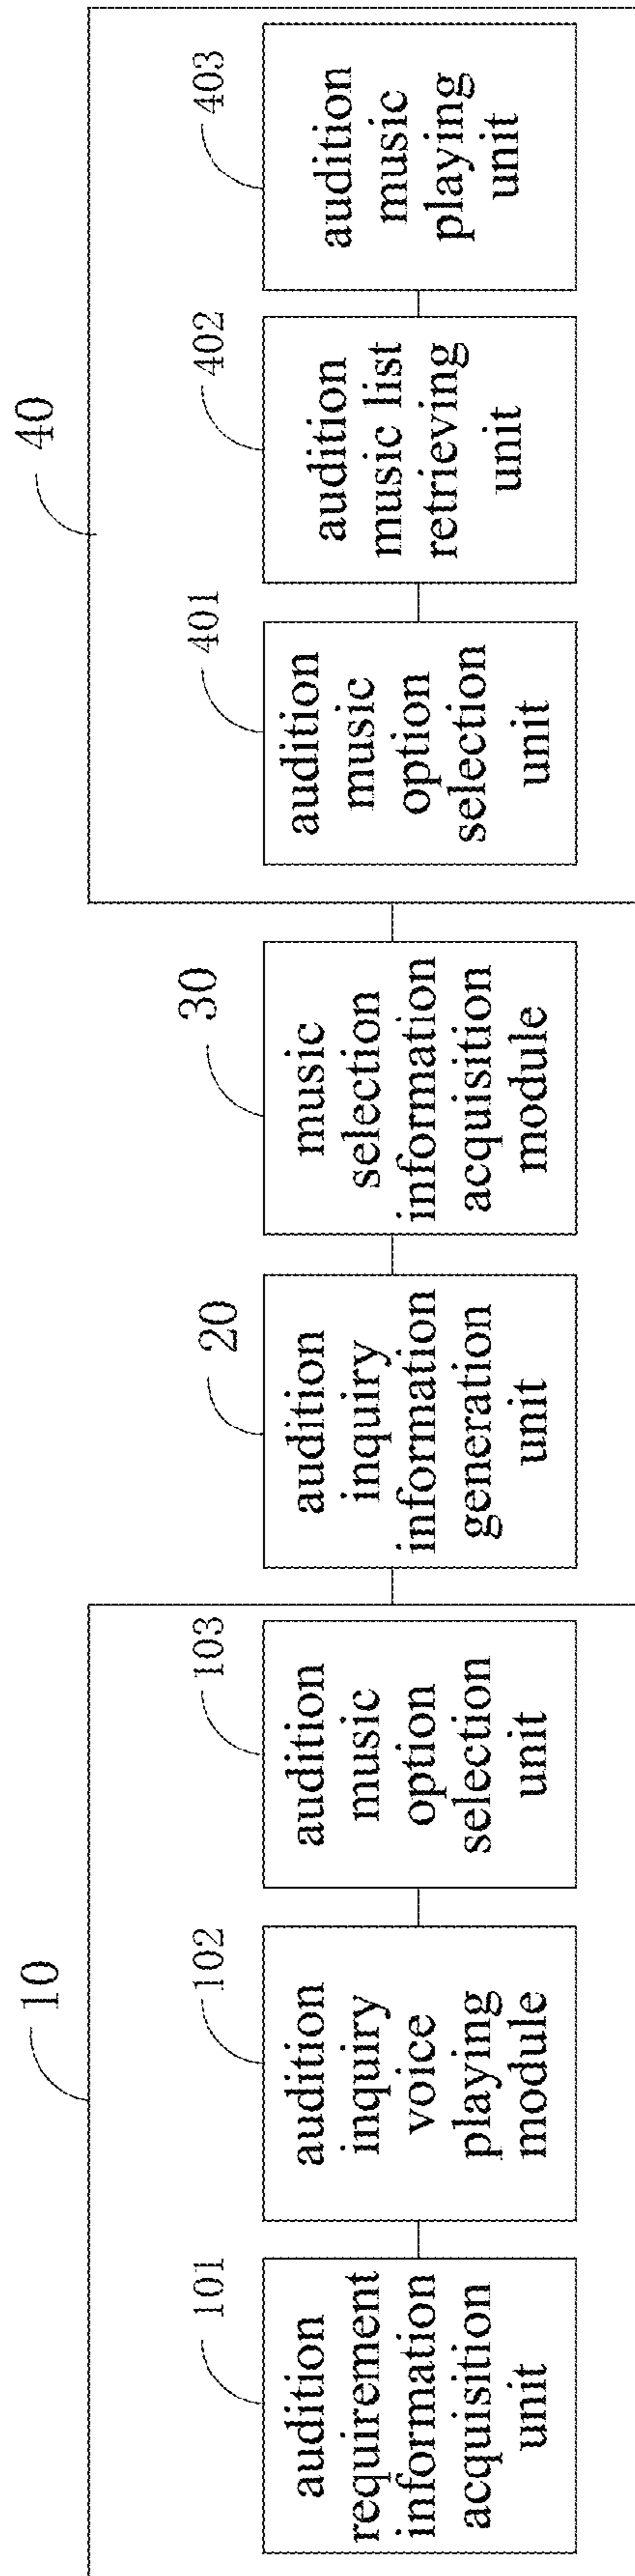 10
101
audition
requirement
information
acquisition
unit
102
audition
inquiry
voice
playing
module
103
audition
music
option
selection
unit
20
audition
inquiry
information
generation
unit
30
music
selection
information
acquisition
module
40
401
audition
music
option
selection
unit
402
audition
music list
retrieving
unit
403
audition
music
playing
unit